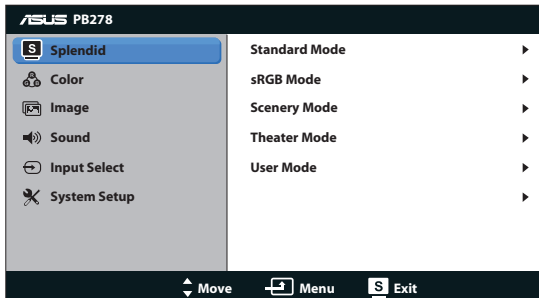 ASUS PB278
S Splendid
Color
Image
Sound
Input Select
System Setup
Standard Mode
sRGB Mode
Scenery Mode
Theater Mode
User Mode
Move Menu S Exit